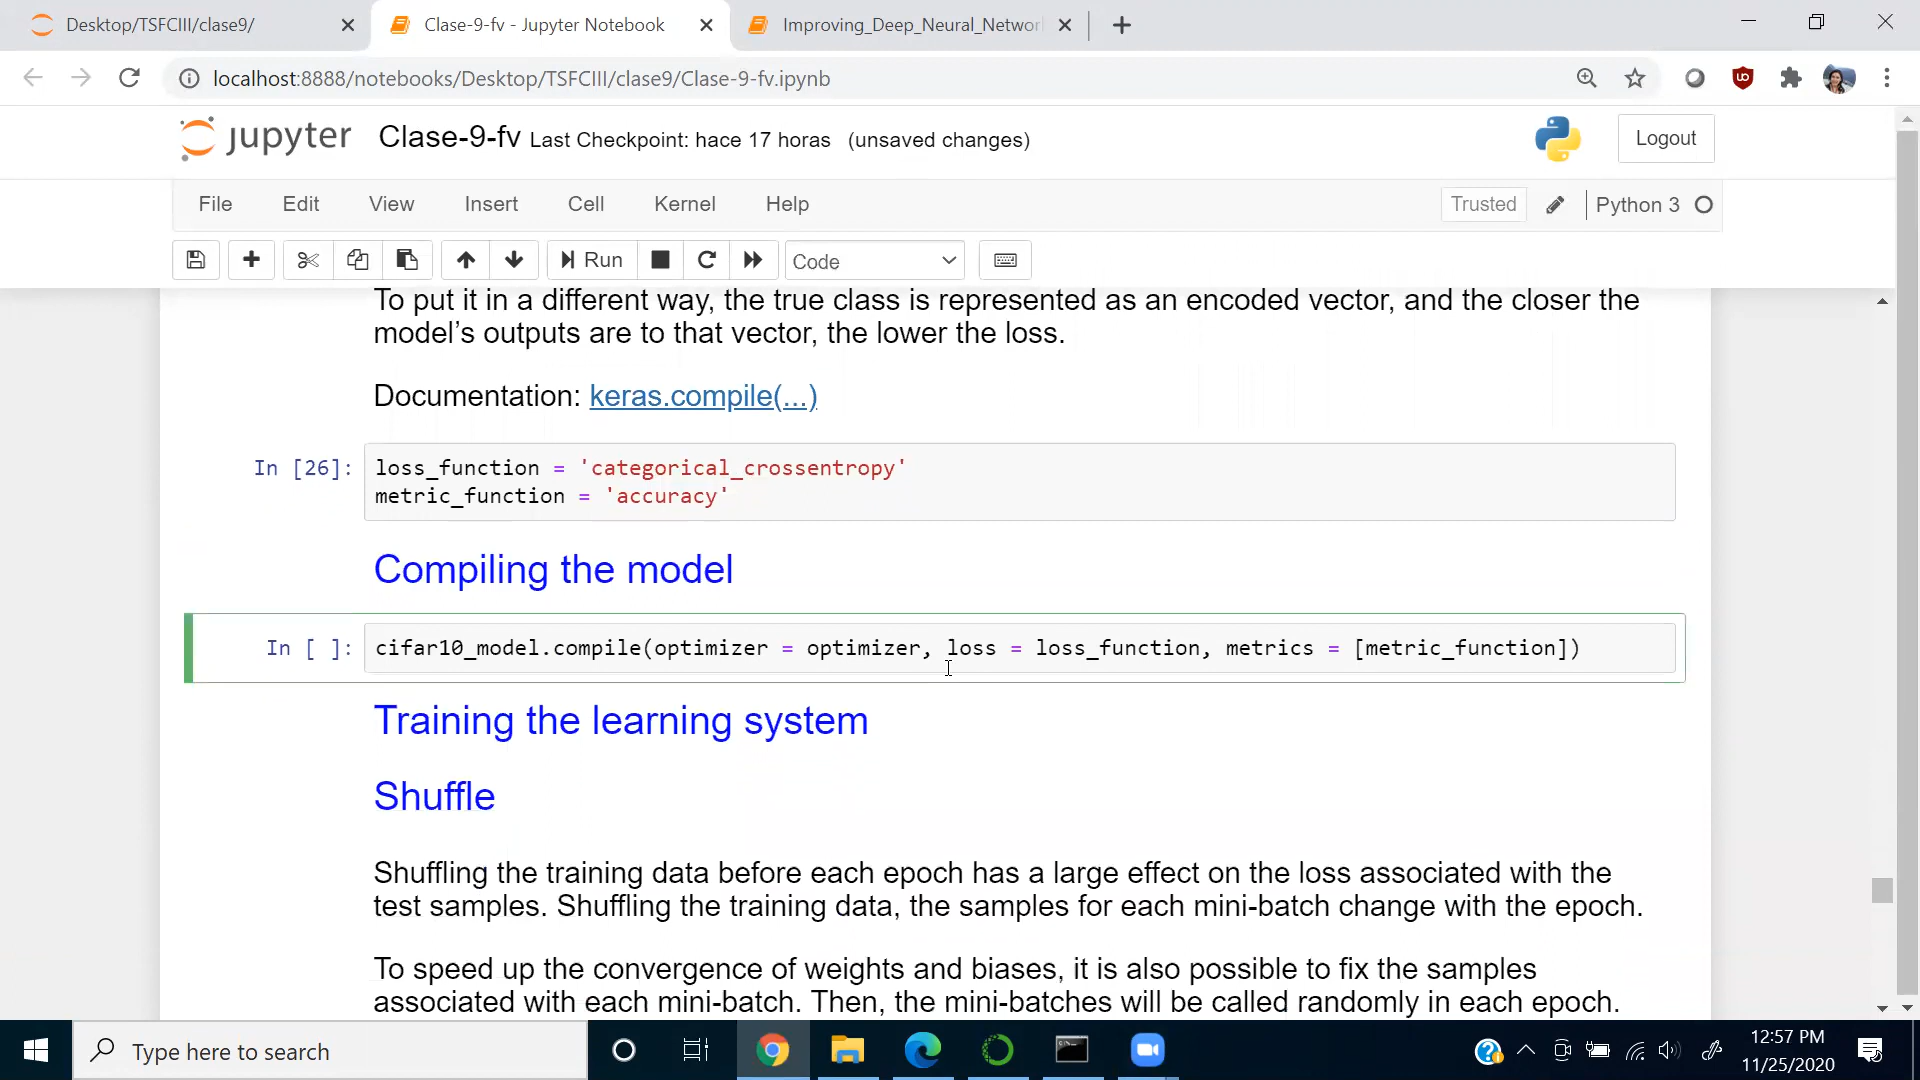 Desktop/TSFCIII/clase9/
Clase-9-fv - Jupyter Notebook
Improving_Deep_Neural_Networ
localhost:8888/notebooks/Desktop/TSFCIII/clase9/Clase-9-fv.ipynb
jupyter Clase-9-fv Last Checkpoint: hace 17 horas (unsaved changes)
Logout
File Edit View Insert Cell Kernel Help
Trusted Python 3
Run Code
To put it in a different way, the true class is represented as an encoded vector, and the closer the
model’s outputs are to that vector, the lower the loss.
Documentation: keras.compile(...)
In [26]: loss_function = 'categorical_crossentropy'
metric_function = 'accuracy'
Compiling the model
In [ ]: cifar10_model.compile(optimizer = optimizer, loss = loss_function, metrics = [metric_function])
Training the learning system
Shuffle
Shuffling the training data before each epoch has a large effect on the loss associated with the
test samples. Shuffling the training data, the samples for each mini-batch change with the epoch.
To speed up the convergence of weights and biases, it is also possible to fix the samples
associated with each mini-batch. Then, the mini-batches will be called randomly in each epoch.
Type here to search
12:57 PM
11/25/2020